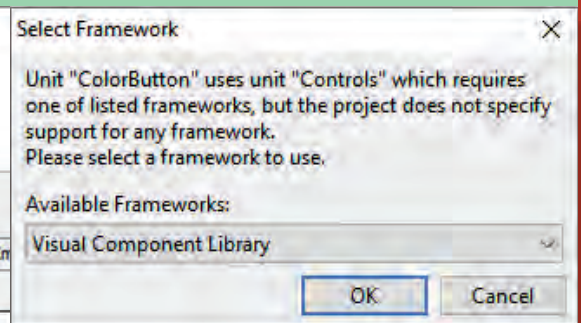 Select Framework
Unit "ColorButton" uses unit "Controls" which requires
one of listed frameworks, but the project does not specify
support for any framework.
Please select a framework to use.
Available Frameworks:
Visual Component Library
OK Cancel